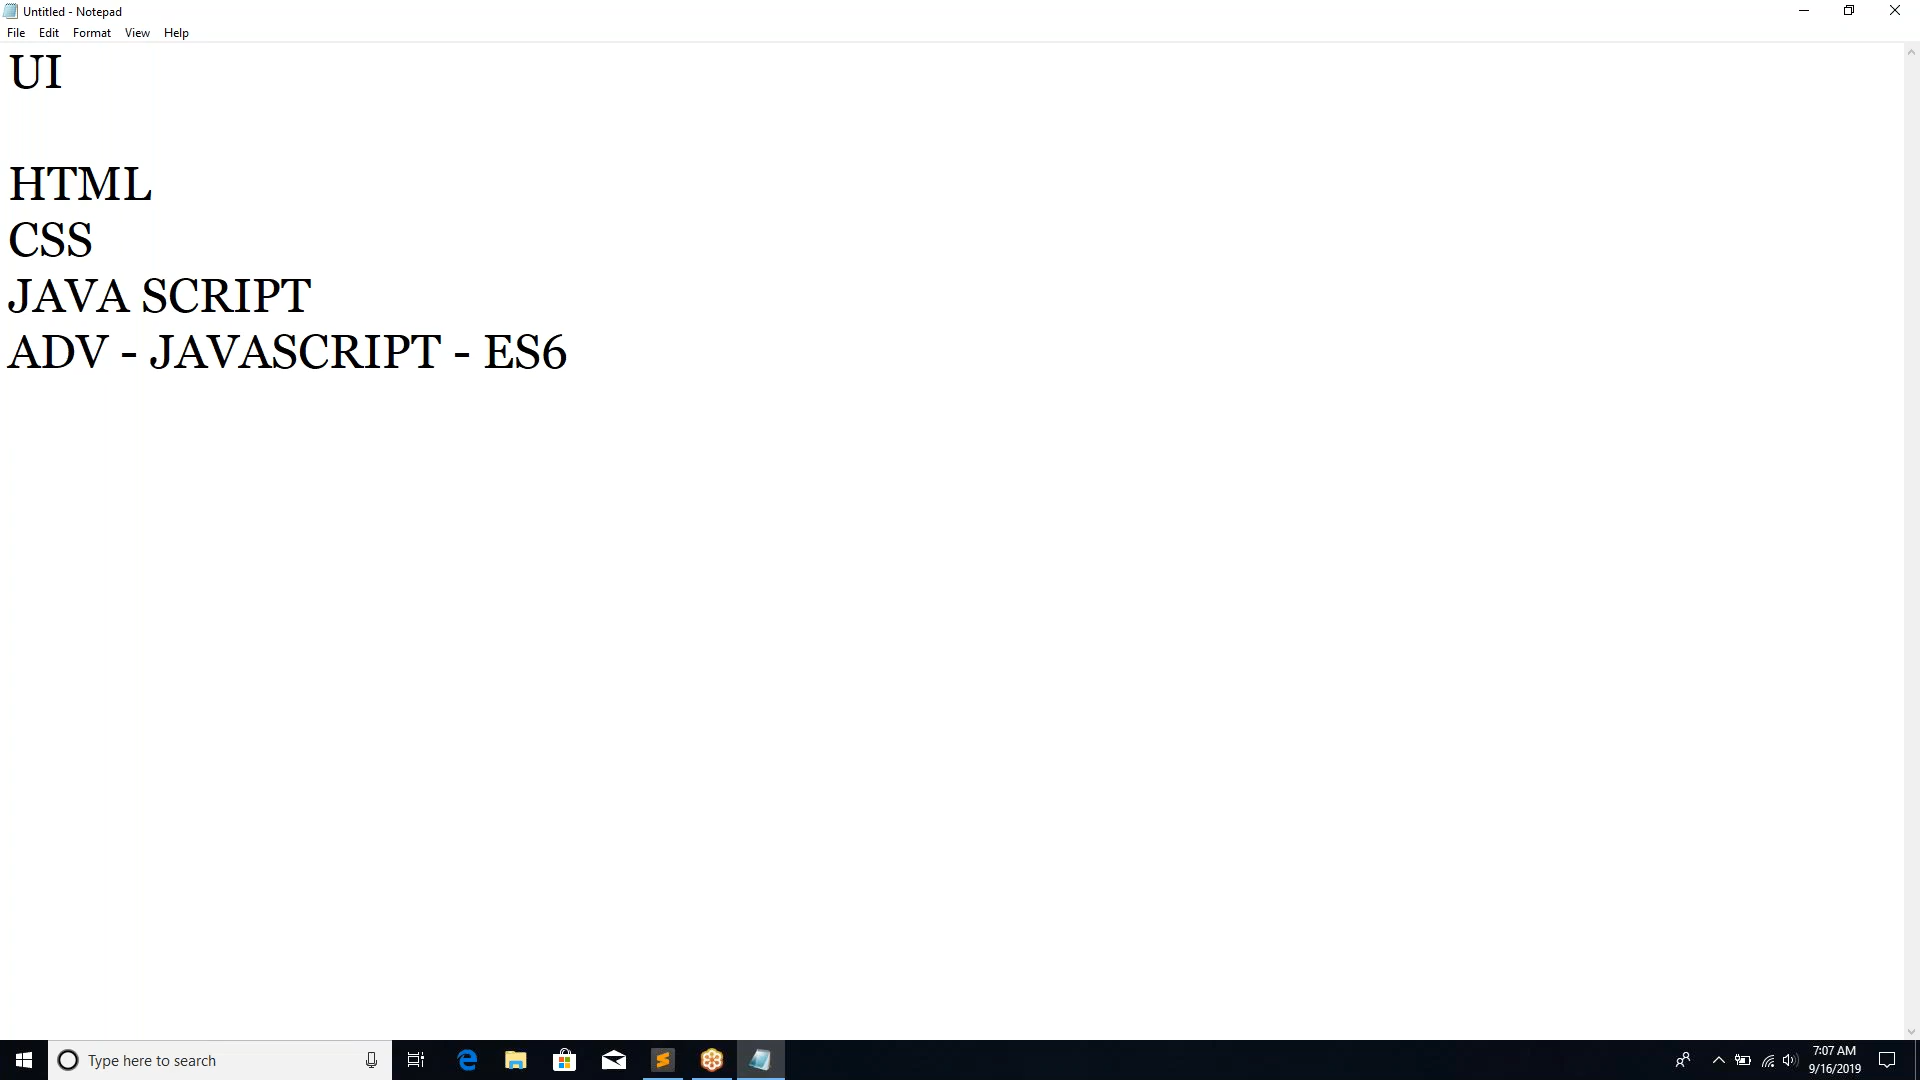 Untitled - Notepad
File Edit Format View Help
UI
HTML
CSS
JAVA SCRIPT
ADV - JAVASCRIPT - ES6
Type here to search
7:07 AM
9/16/2019